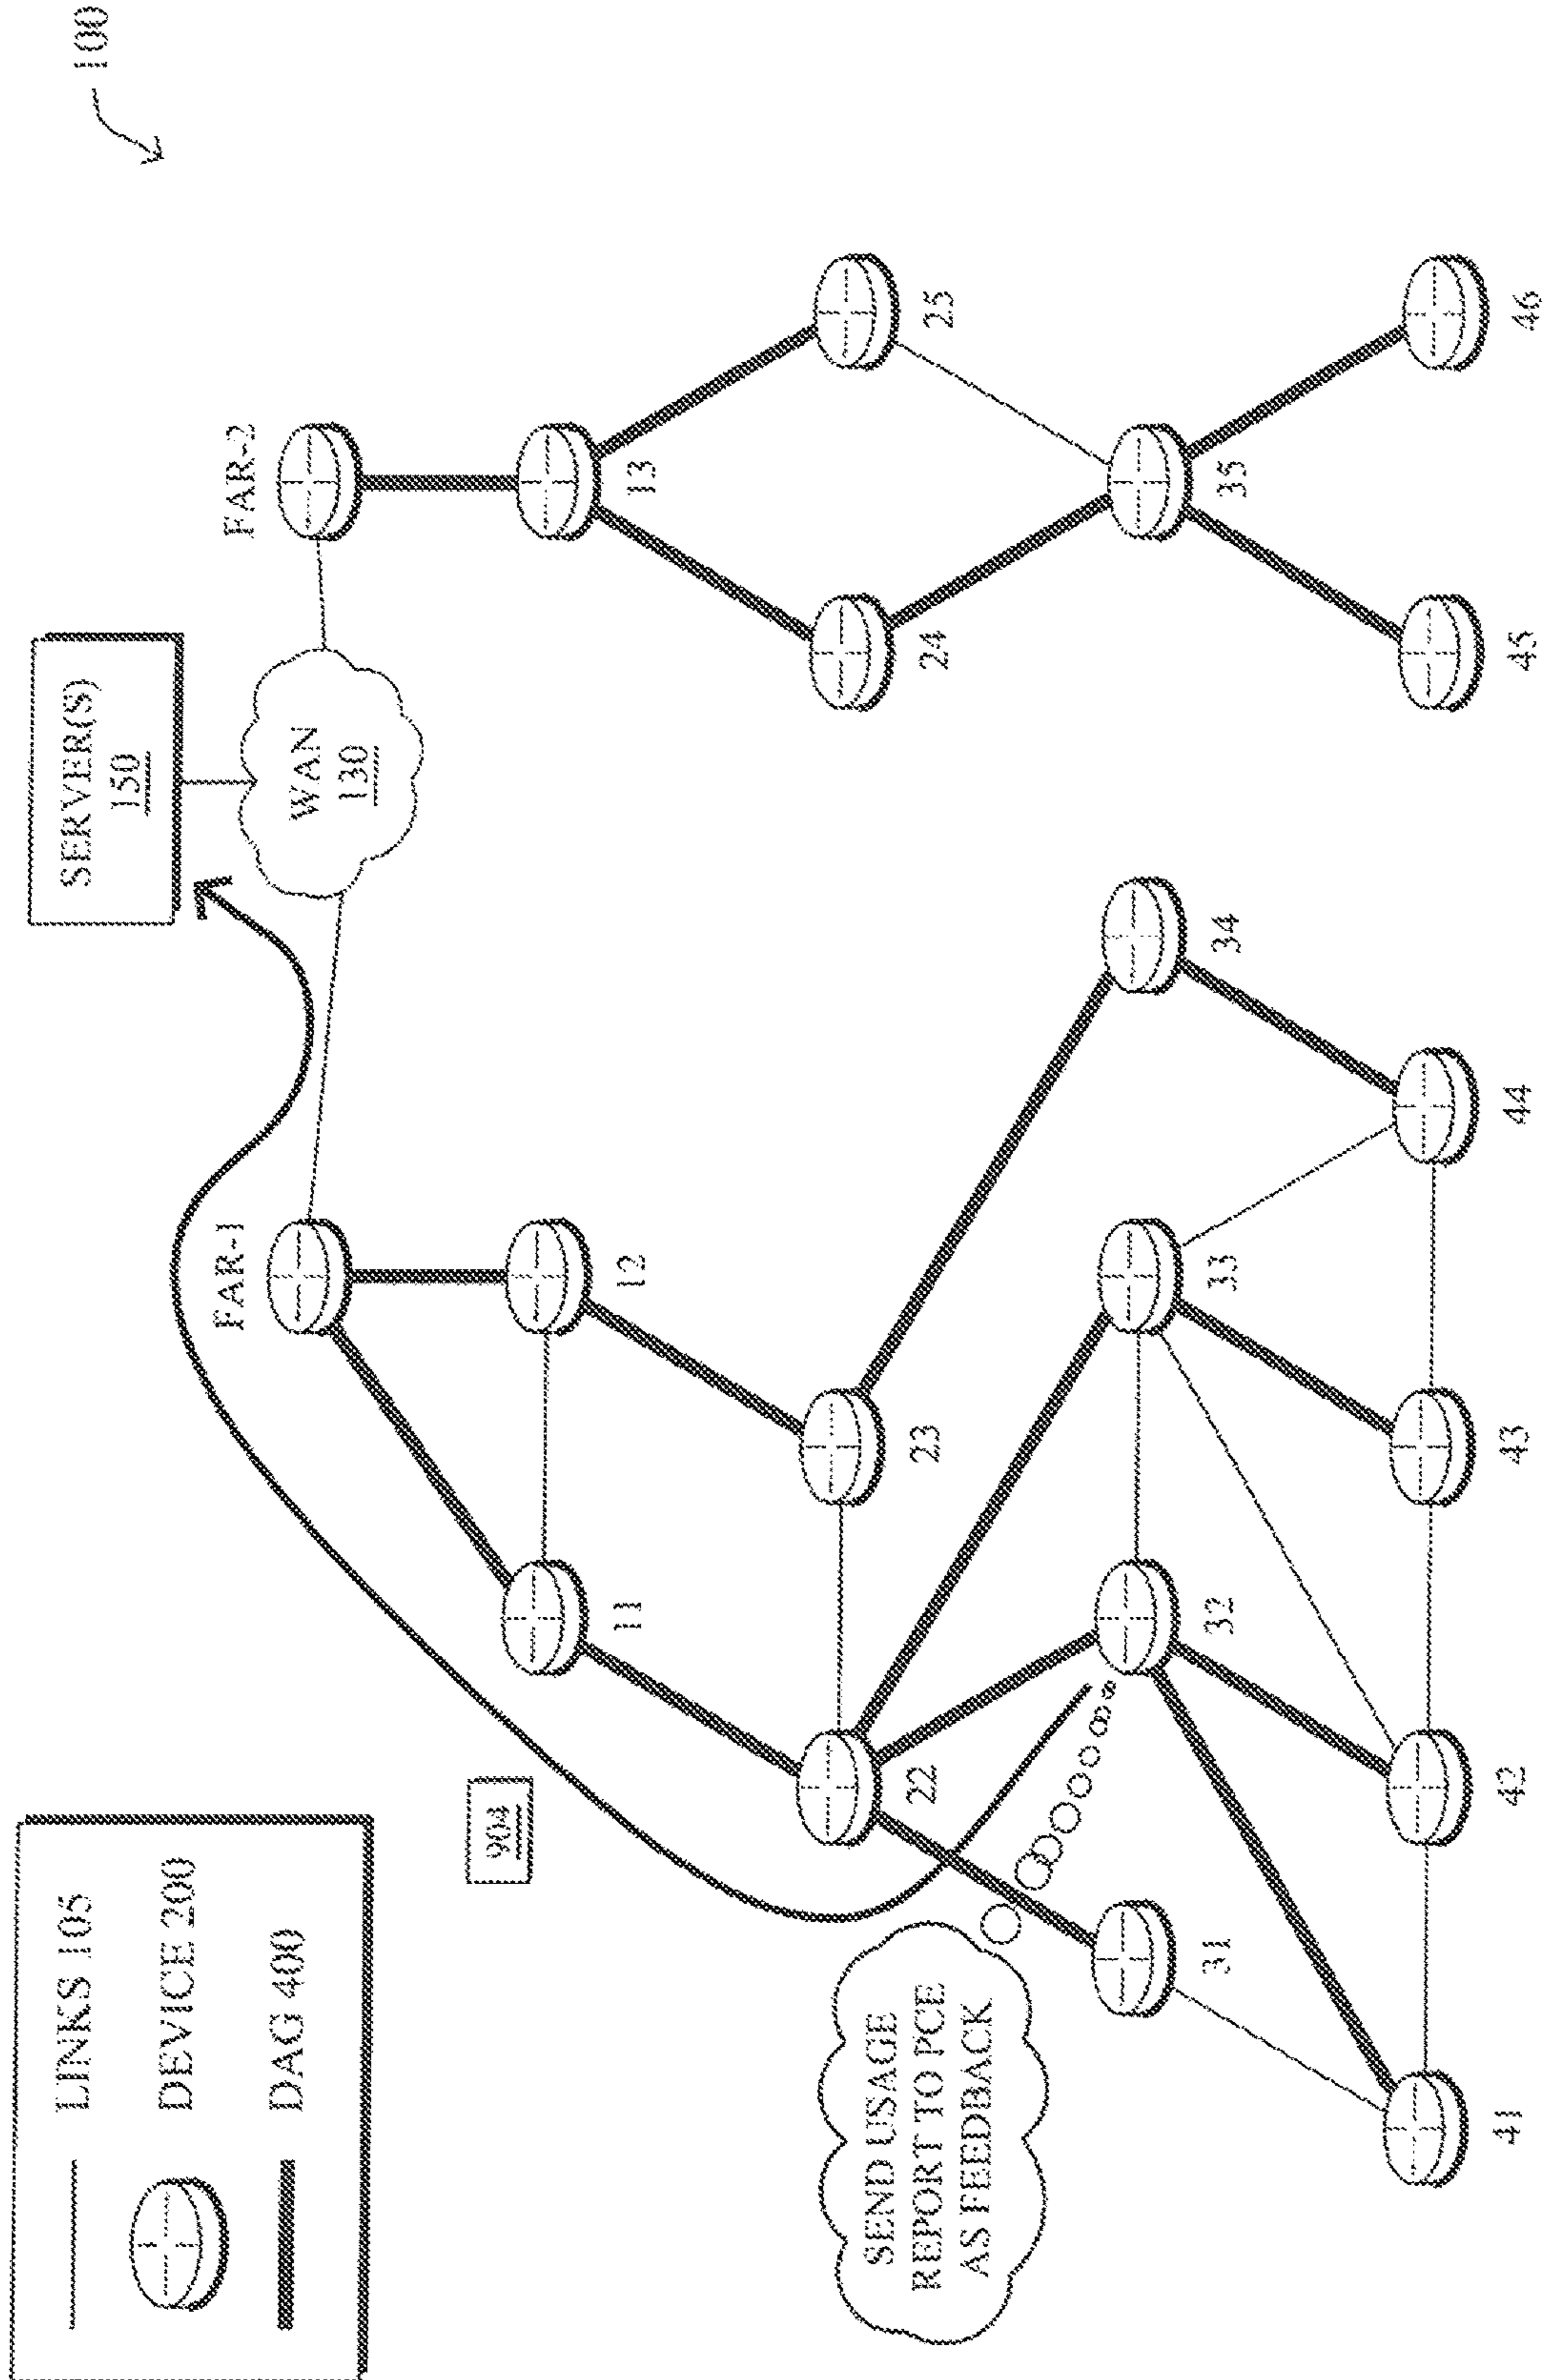 100
LINKS 105
DEVICE 200
DAG 400
SERVER(S)
150
WAN
130
FAR-1
FAR-2
904
11
12
13
22
23
24
25
SEND USAGE
REPORT TO PCE
AS FEEDBACK
31
32
33
34
35
41
42
43
44
45
46